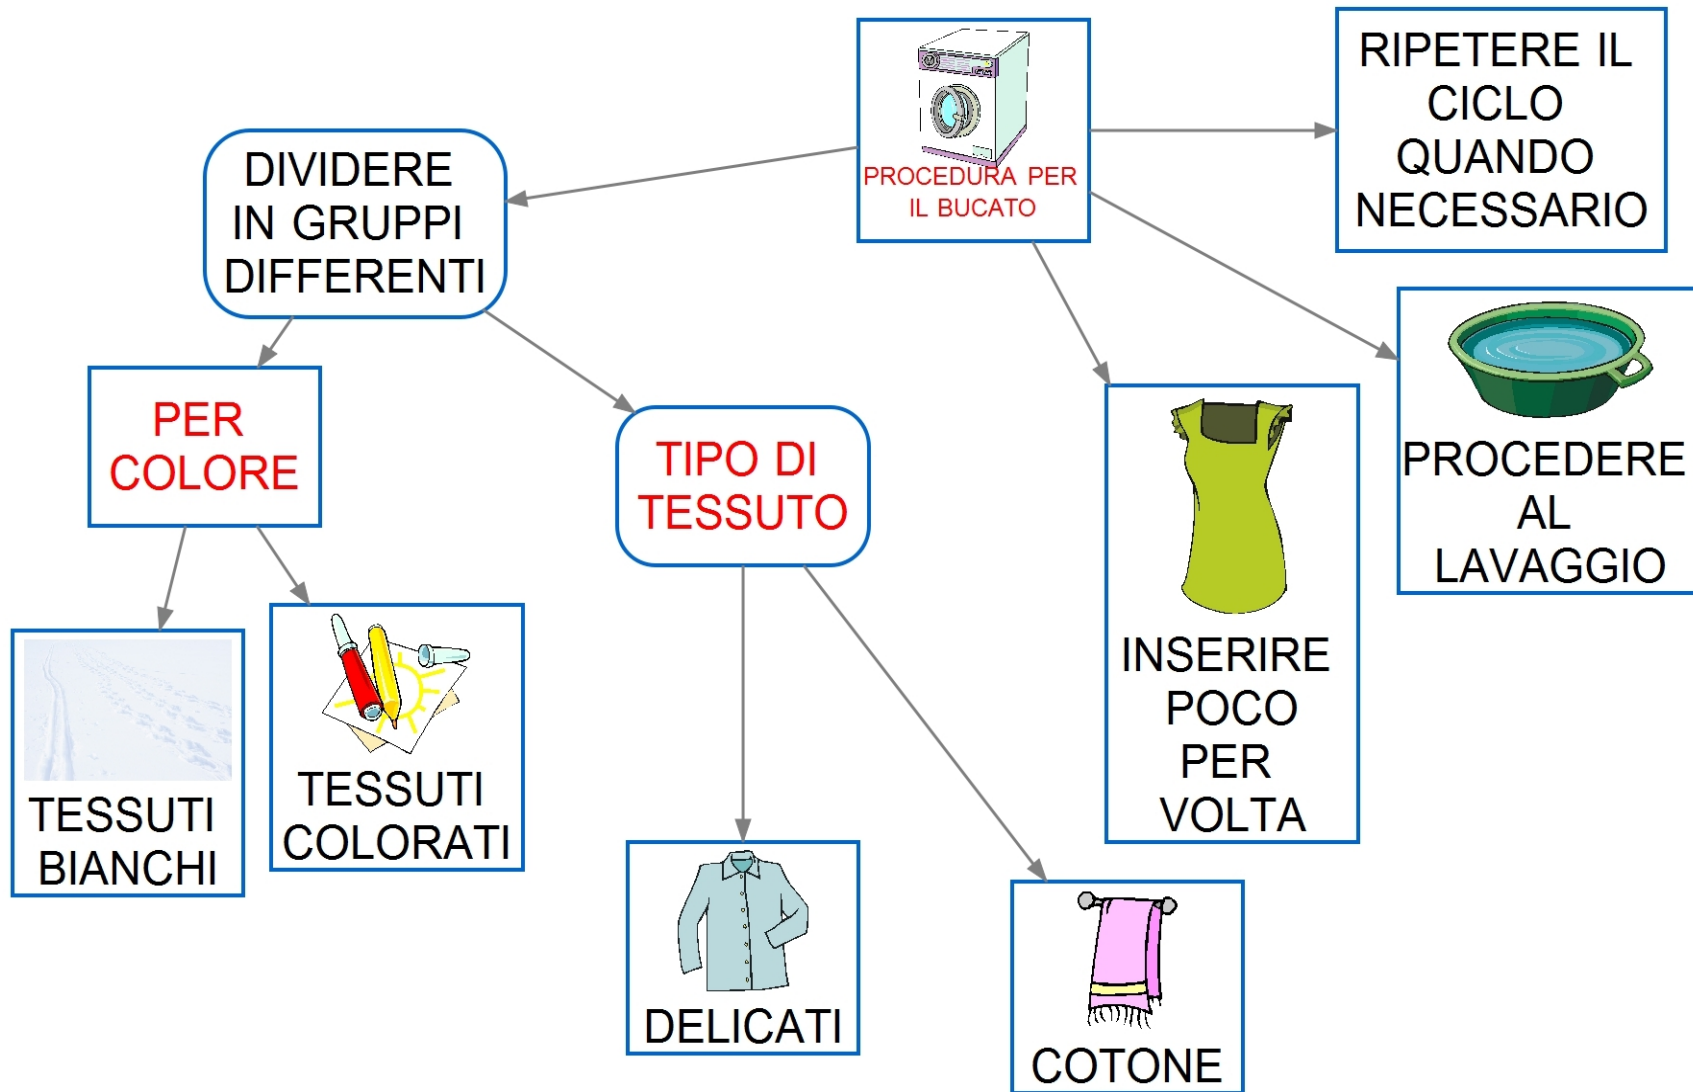 PROCEDURA PER
IL BUCATO
RIPETERE IL
CICLO
QUANDO
NECESSARIO
DIVIDERE
IN GRUPPI
DIFFERENTI
PER
COLORE
TIPO DI
TESSUTO
PROCEDERE
AL
LAVAGGIO
INSERIRE
POCO
PER
VOLTA
TESSUTI
BIANCHI
TESSUTI
COLORATI
DELICATI
COTONE